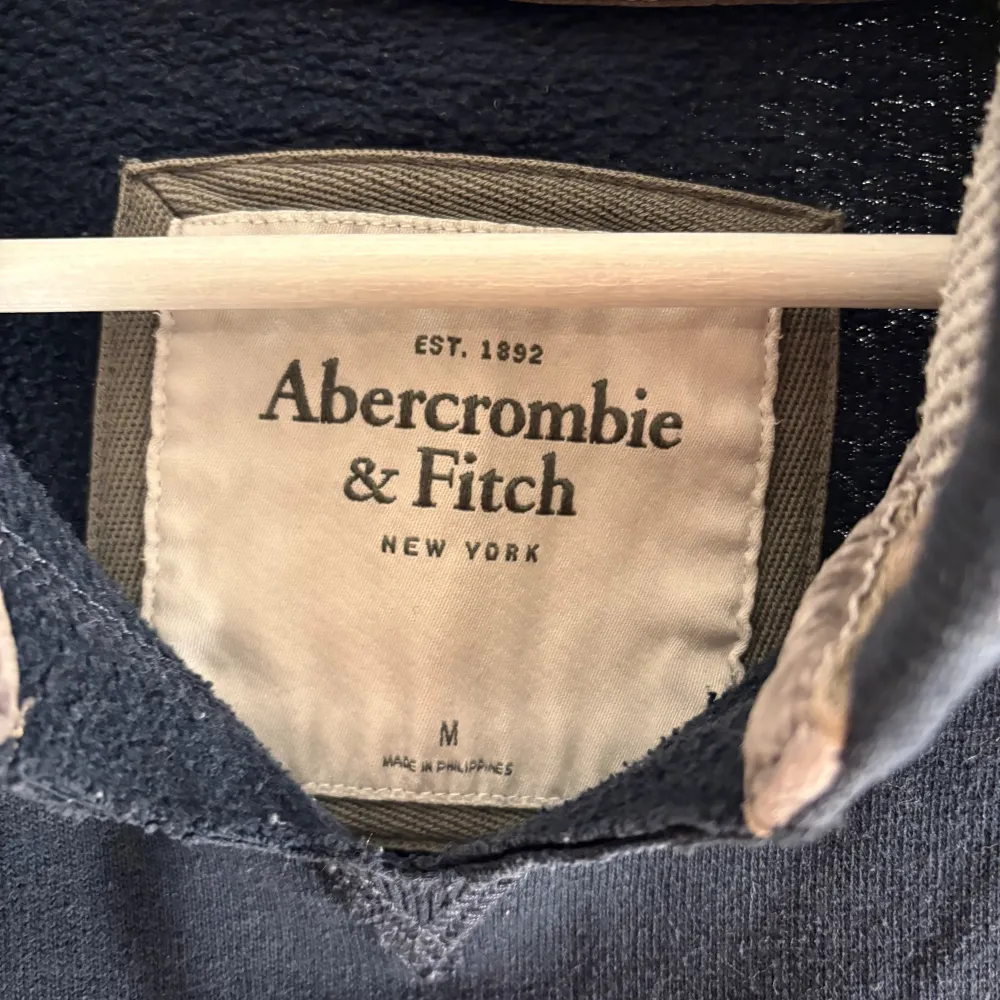 EST. 1892
Abercrombie
& Fitch
NEW YORK
M
MADE IN PHILIPPINES